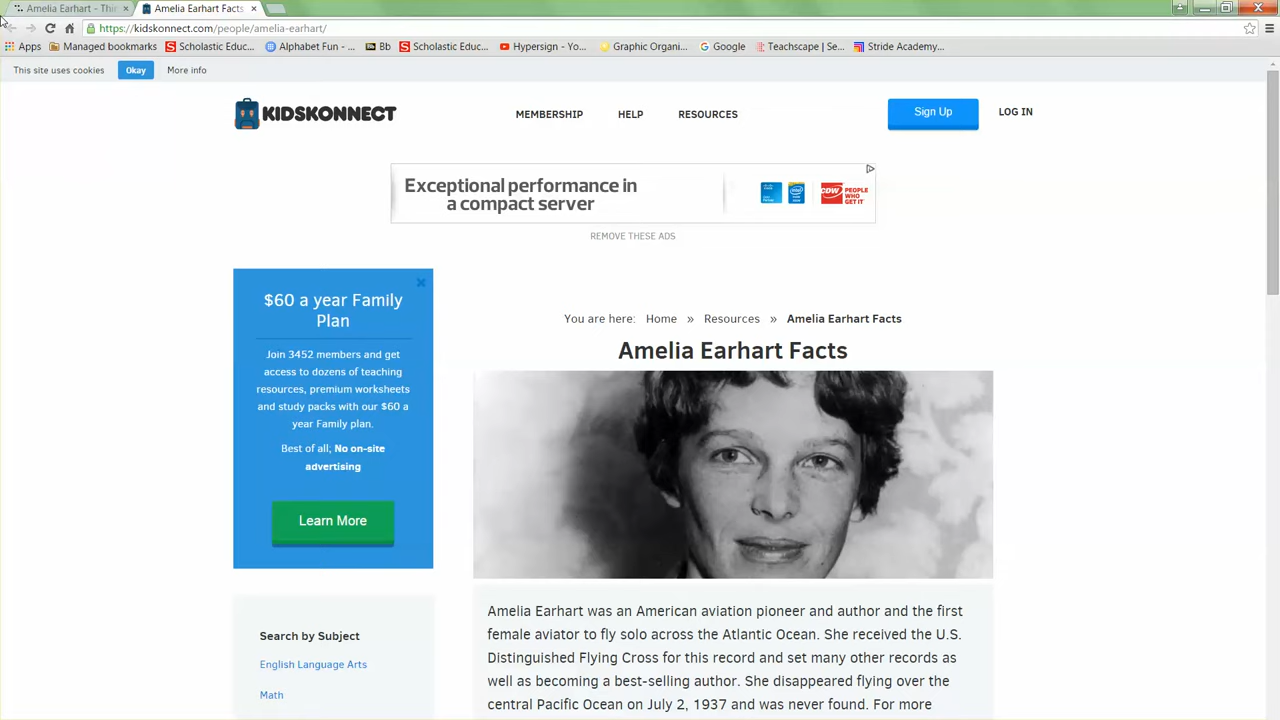 Amelia Earhart - Thi
Amelia Earhart Facts
https://kidskonnect.com/people/amelia-earhart/
Apps
Managed bookmarks
Scholastic Educ...
Alphabet Fun - ...
Bb
Scholastic Educ...
Hypersign - Yo...
Graphic Organi...
Google
Teachscape | Se...
Stride Academy...
This site uses cookies
Okay
More info
KIDSKONNECT
MEMBERSHIP
HELP
RESOURCES
Sign Up
LOG IN
Exceptional performance in
a compact server
CDW
PEOPLE
WHO
GET IT
REMOVE THESE ADS
$60 a year Family
Plan
Join 3452 members and get
access to dozens of teaching
resources, premium worksheets
and study packs with our $60 a
year Family plan.
Best of all; No on-site
advertising
Learn More
Search by Subject
English Language Arts
Math
You are here: Home » Resources » Amelia Earhart Facts
Amelia Earhart Facts
Amelia Earhart was an American aviation pioneer and author and the first
female aviator to fly solo across the Atlantic Ocean. She received the U.S.
Distinguished Flying Cross for this record and set many other records as
well as becoming a best-selling author. She disappeared flying over the
central Pacific Ocean on July 2, 1937 and was never found. For more